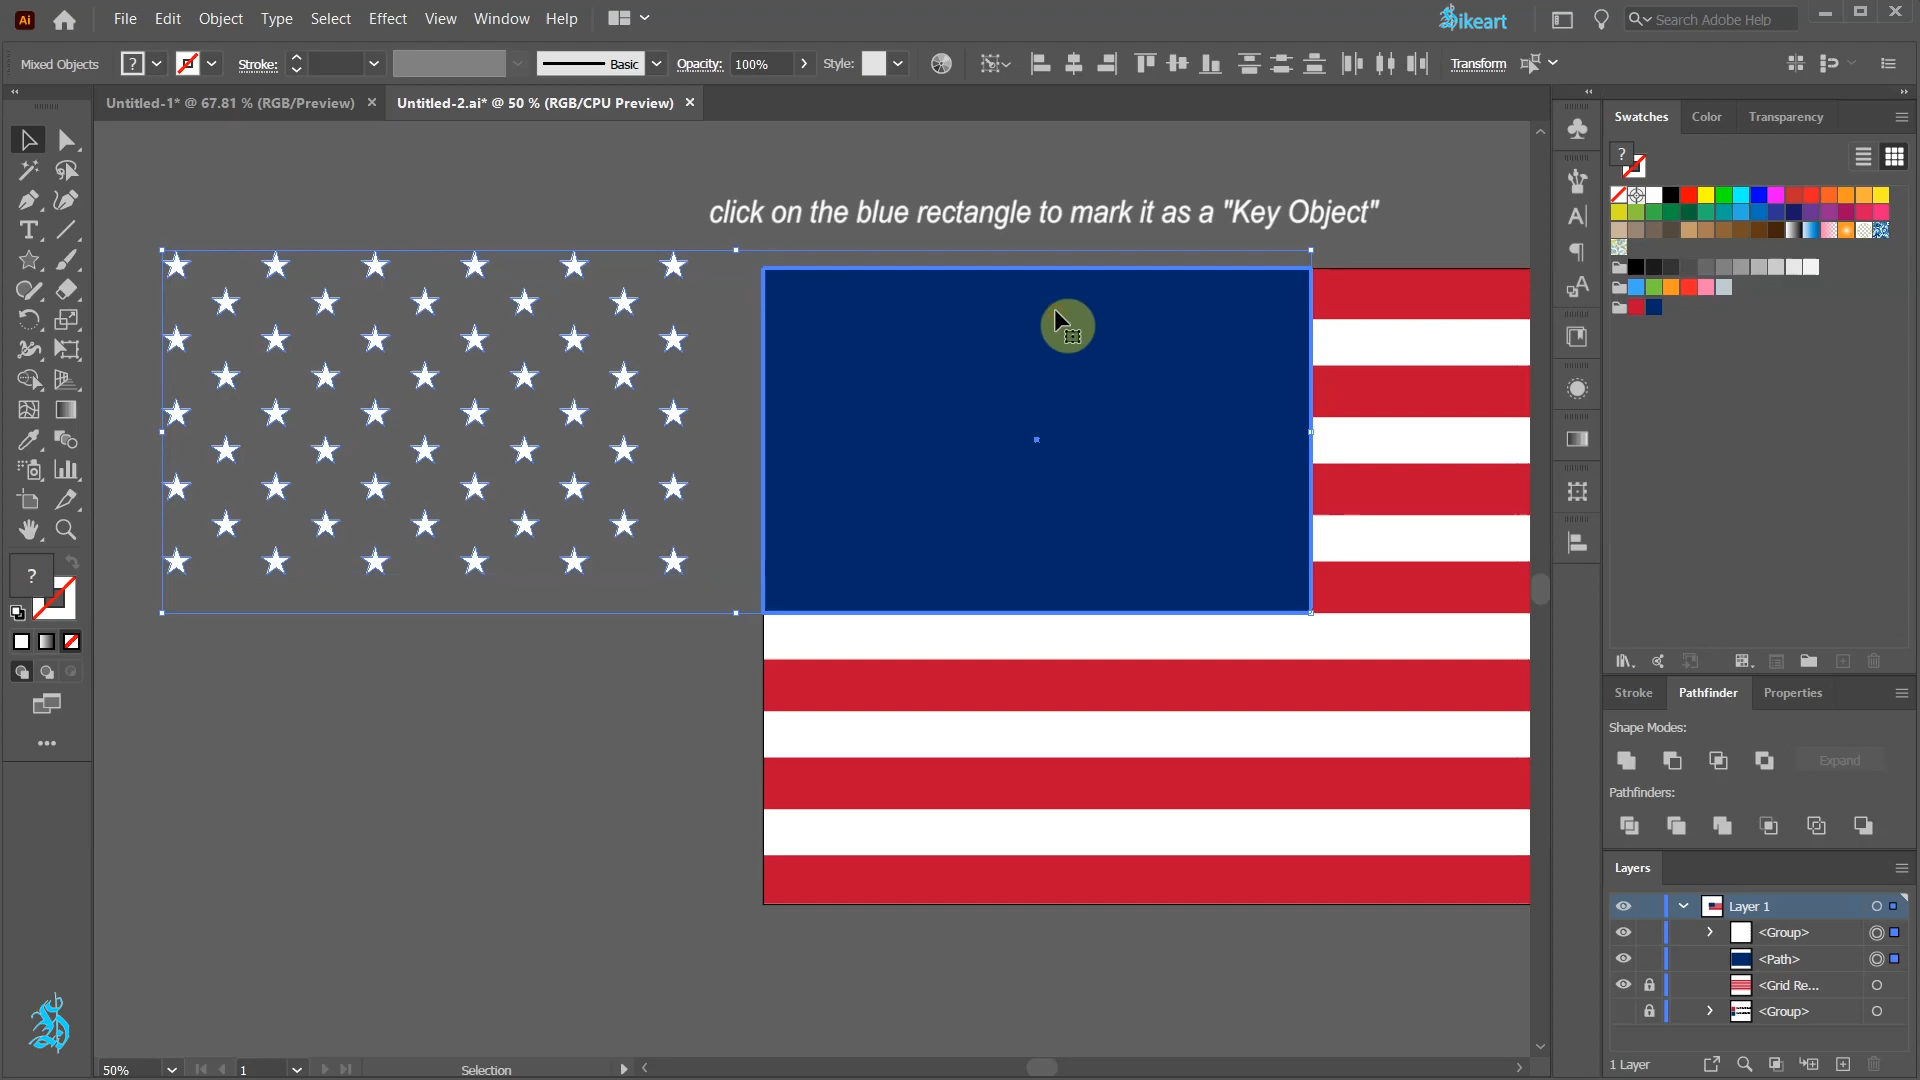 Ai File Edit Object Type Select Effect View Window Help ikeart Search Adobe Help
Mixed Objects ? Stroke: Basic Opacity: 100% Style: Transform
Untitled-1* @ 67.81 % (RGB/Preview) Untitled-2.ai* @ 50 % (RGB/CPU Preview)
Swatches Color Transparency
?
click on the blue rectangle to mark it as a "Key Object"
?
Stroke Pathfinder Properties
Shape Modes:
Expand
Pathfinders:
Layers
Layer 1
<Group>
<Path>
<Grid Re...
<Group>
1 Layer
50% 1 Selection